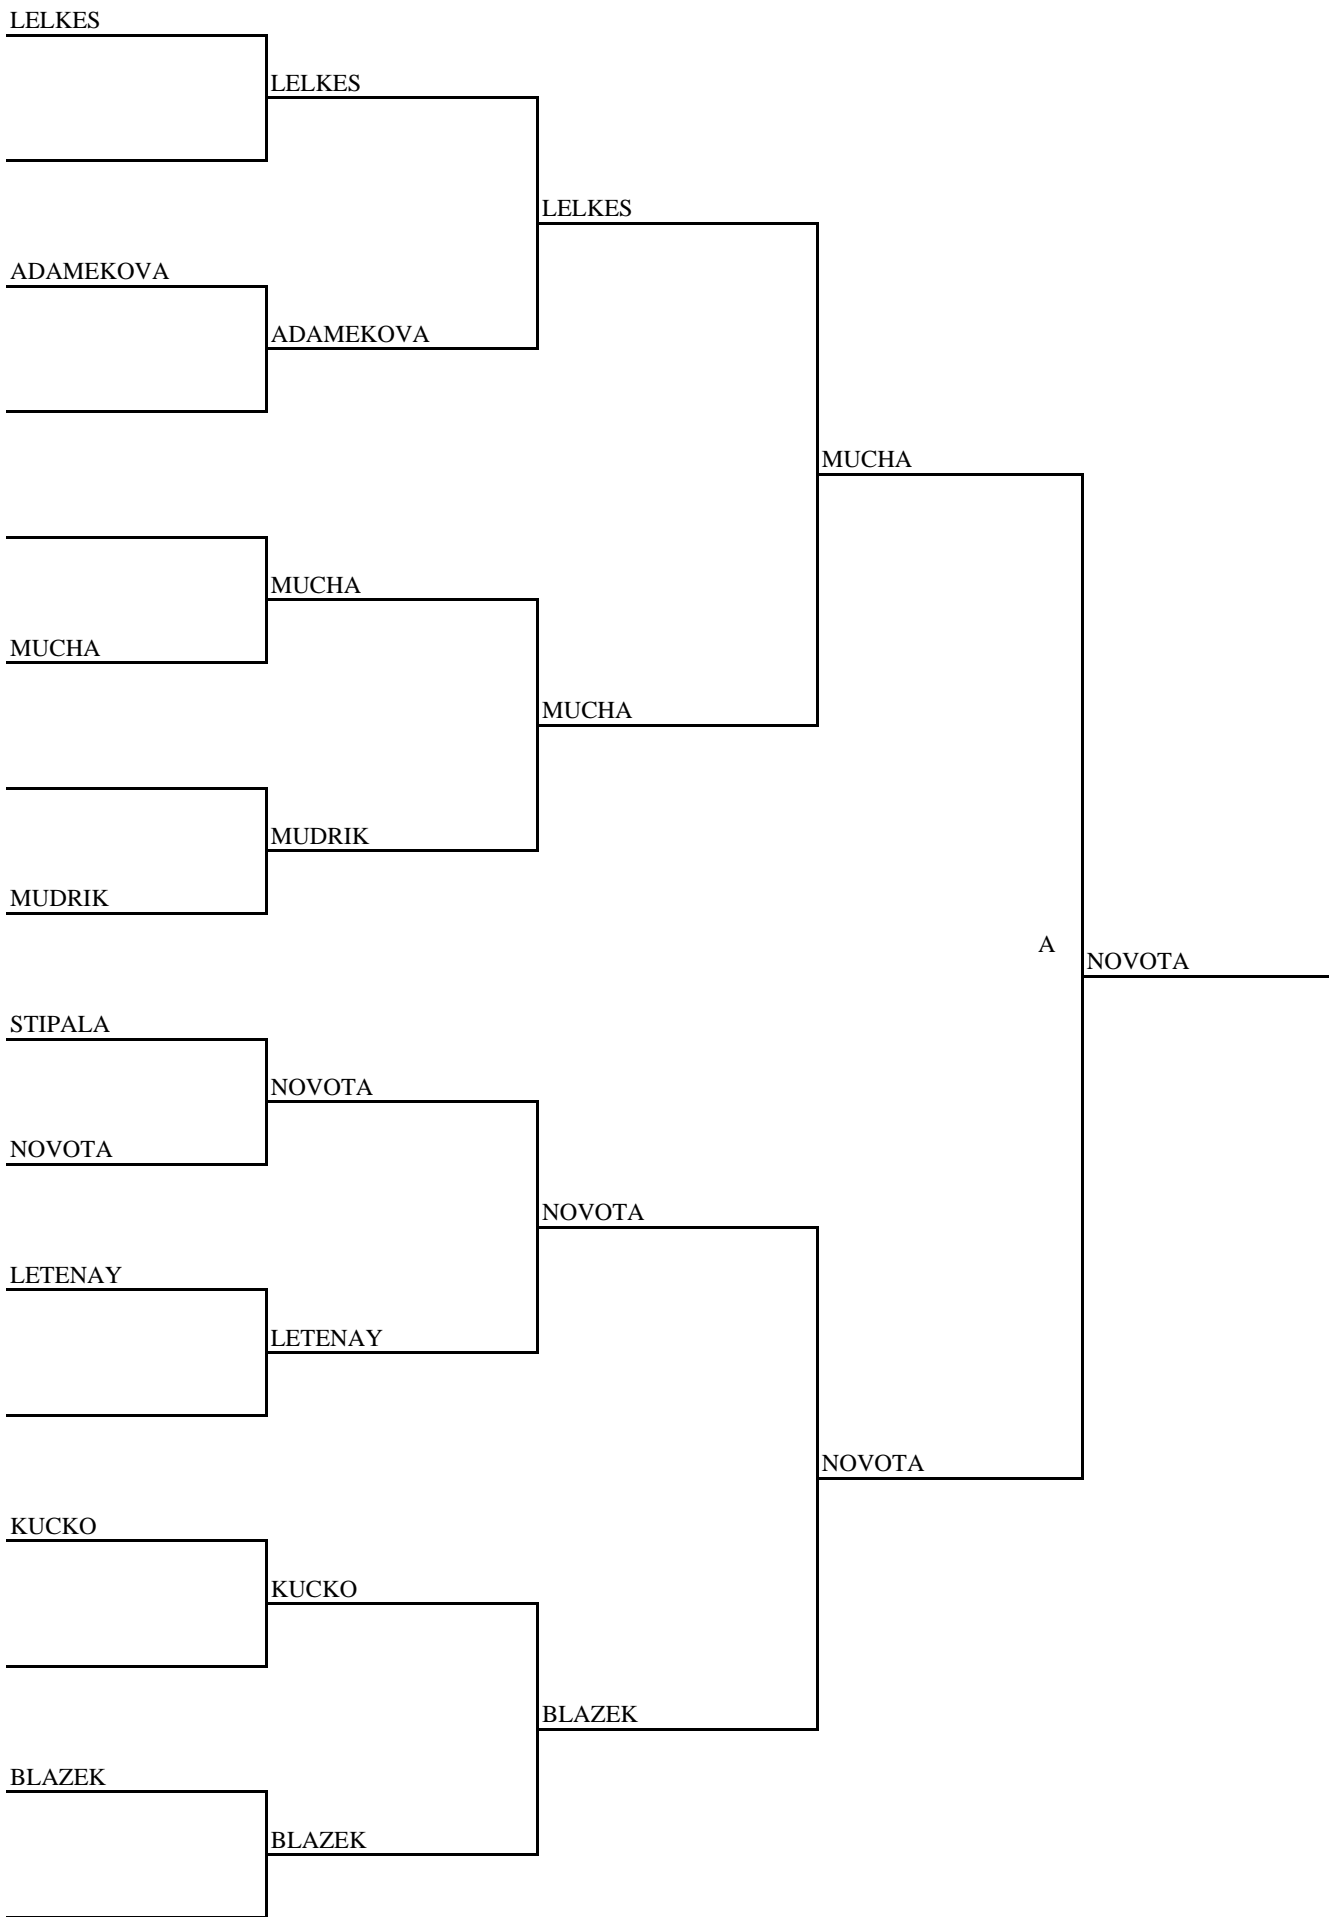 LELKES
LELKES
LELKES
ADAMEKOVA
ADAMEKOVA
MUCHA
MUCHA
MUCHA
MUCHA
MUDRIK
MUDRIK
A
NOVOTA
STIPALA
NOVOTA
NOVOTA
NOVOTA
LETENAY
LETENAY
NOVOTA
KUCKO
KUCKO
BLAZEK
BLAZEK
BLAZEK